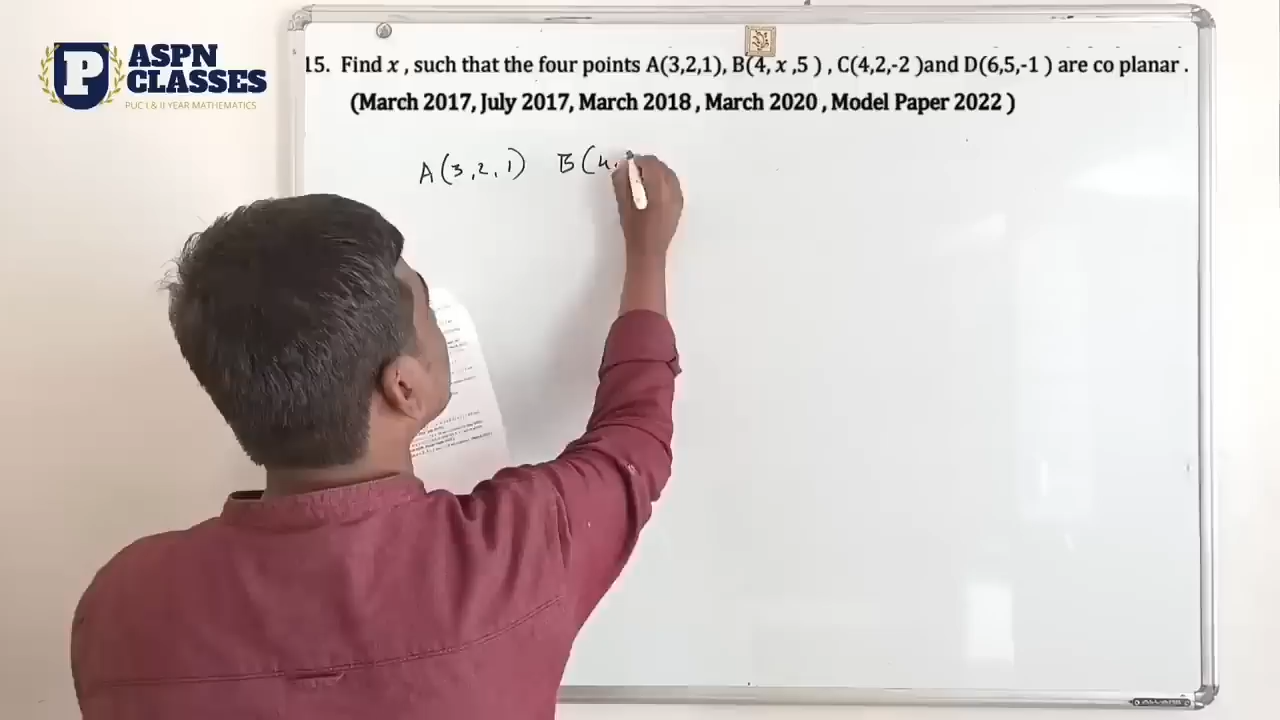 ASPN
CLASSES
PUC I & II YEAR MATHEMATICS
P
15. Find x , such that the four points A(3,2,1), B(4, x ,5 ) , C(4,2,-2 )and D(6,5,-1 ) are co planar .
(March 2017, July 2017, March 2018 , March 2020 , Model Paper 2022 )
A(3,2,1) B(4,